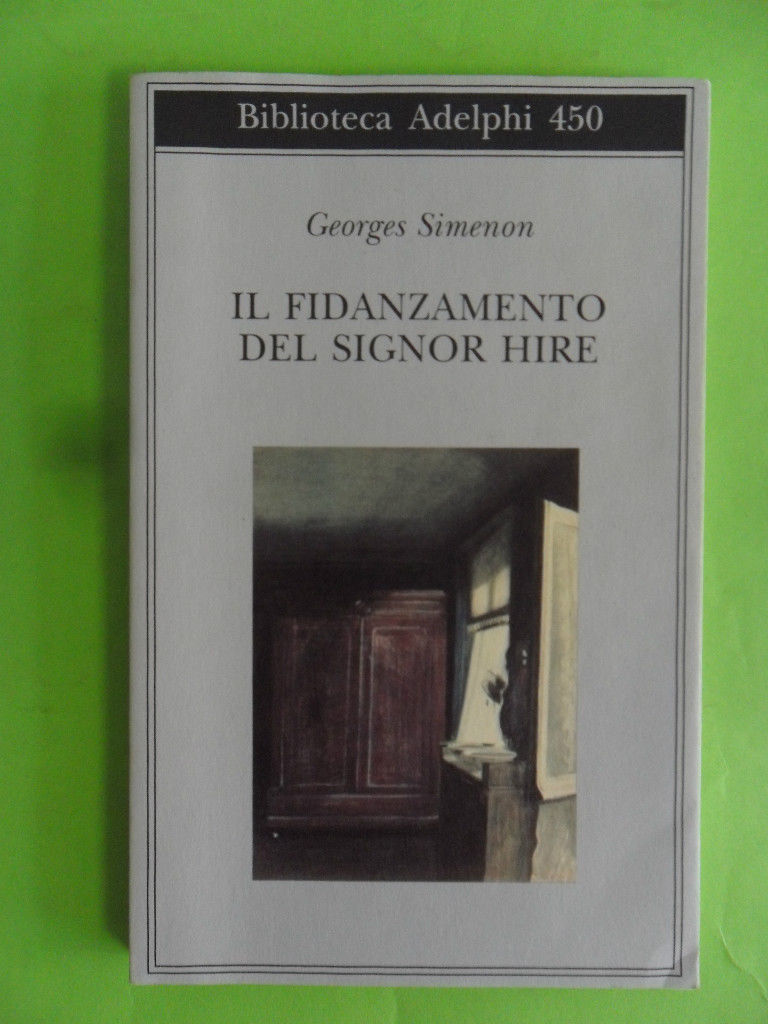 Biblioteca Adelphi 450
Georges Simenon
IL FIDANZAMENTO
DEL SIGNOR HIRE